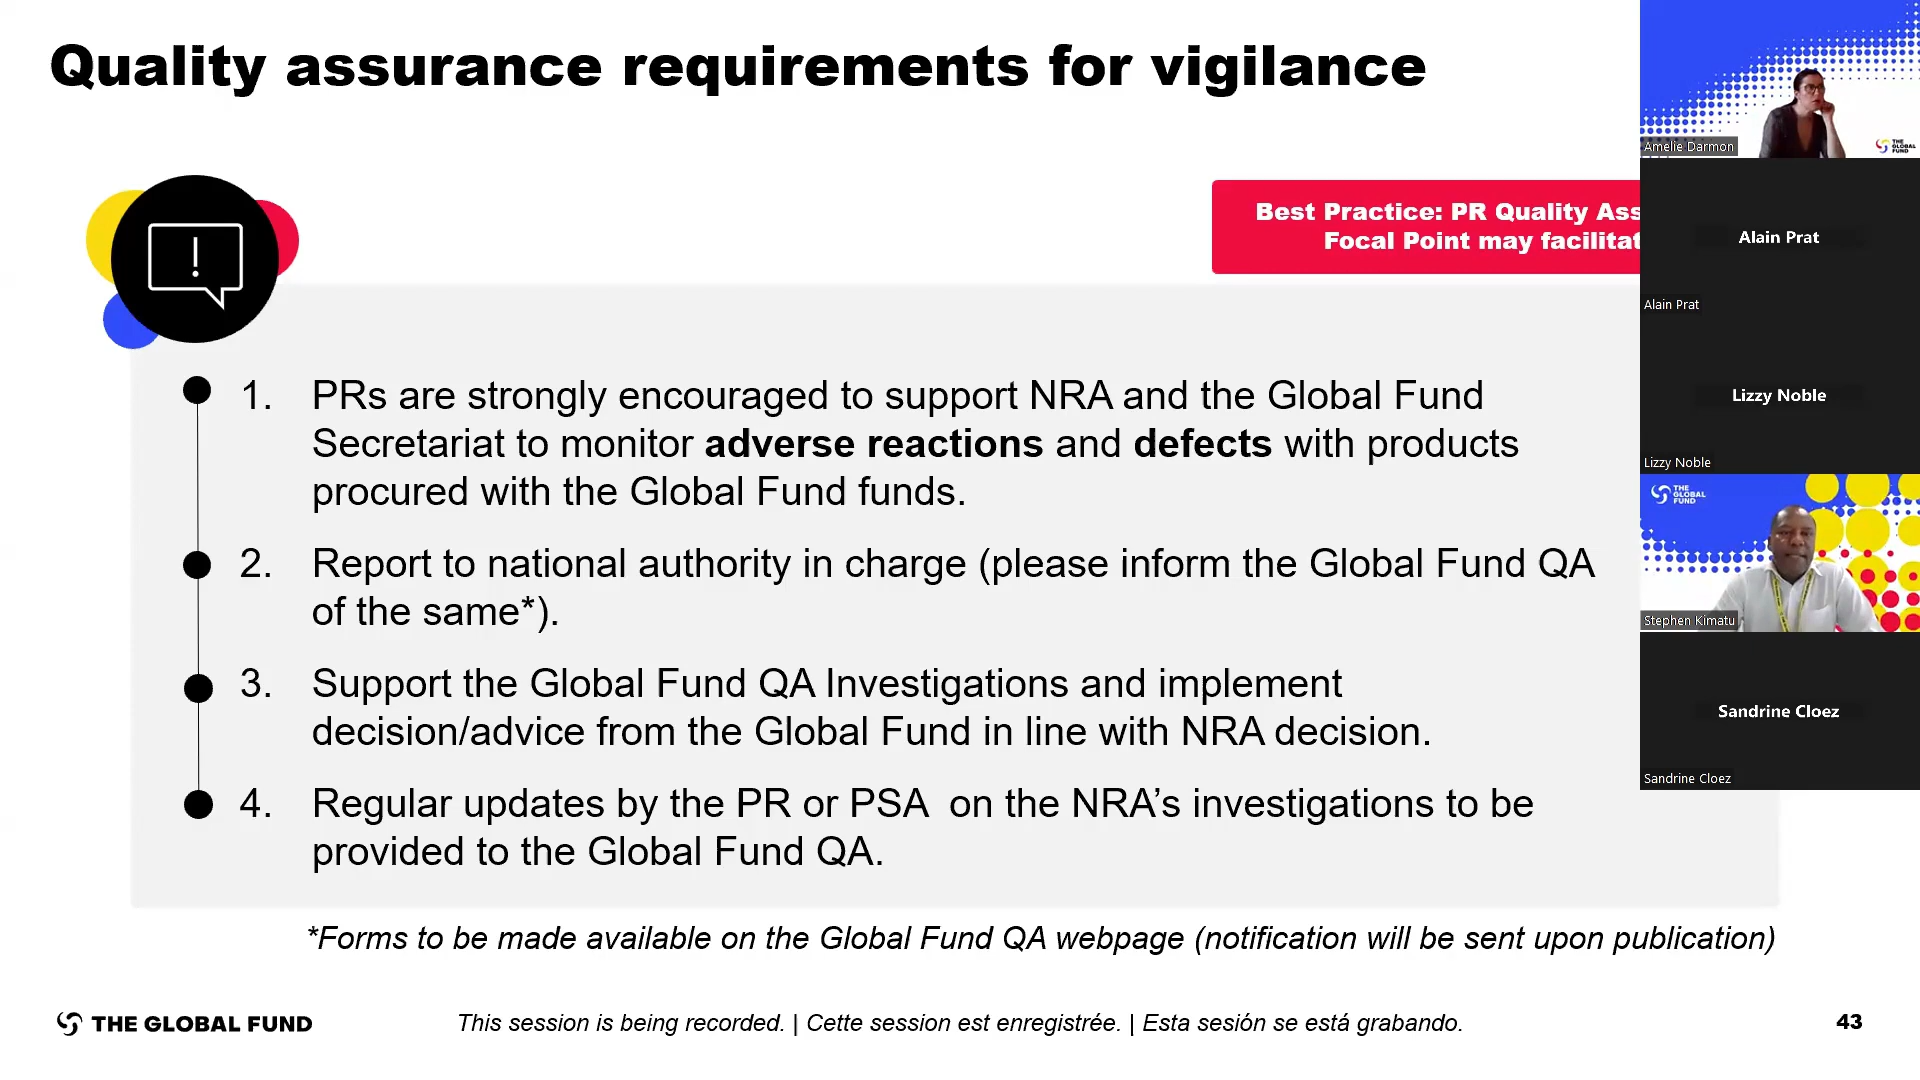 Quality assurance requirements for vigilance
Best Practice: PR Quality Ass
Focal Point may facilitat
1. PRs are strongly encouraged to support NRA and the Global Fund
Secretariat to monitor adverse reactions and defects with products
procured with the Global Fund funds.
2. Report to national authority in charge (please inform the Global Fund QA
of the same*).
3. Support the Global Fund QA Investigations and implement
decision/advice from the Global Fund in line with NRA decision.
4. Regular updates by the PR or PSA on the NRA’s investigations to be
provided to the Global Fund QA.
*Forms to be made available on the Global Fund QA webpage (notification will be sent upon publication)
THE GLOBAL FUND
This session is being recorded. | Cette session est enregistrée. | Esta sesión se está grabando.
43
Amelie Darmon
THE
GLOBAL
FUND
Alain Prat
Alain Prat
Lizzy Noble
Lizzy Noble
THE
GLOBAL
FUND
Stephen Kimatu
Sandrine Cloez
Sandrine Cloez